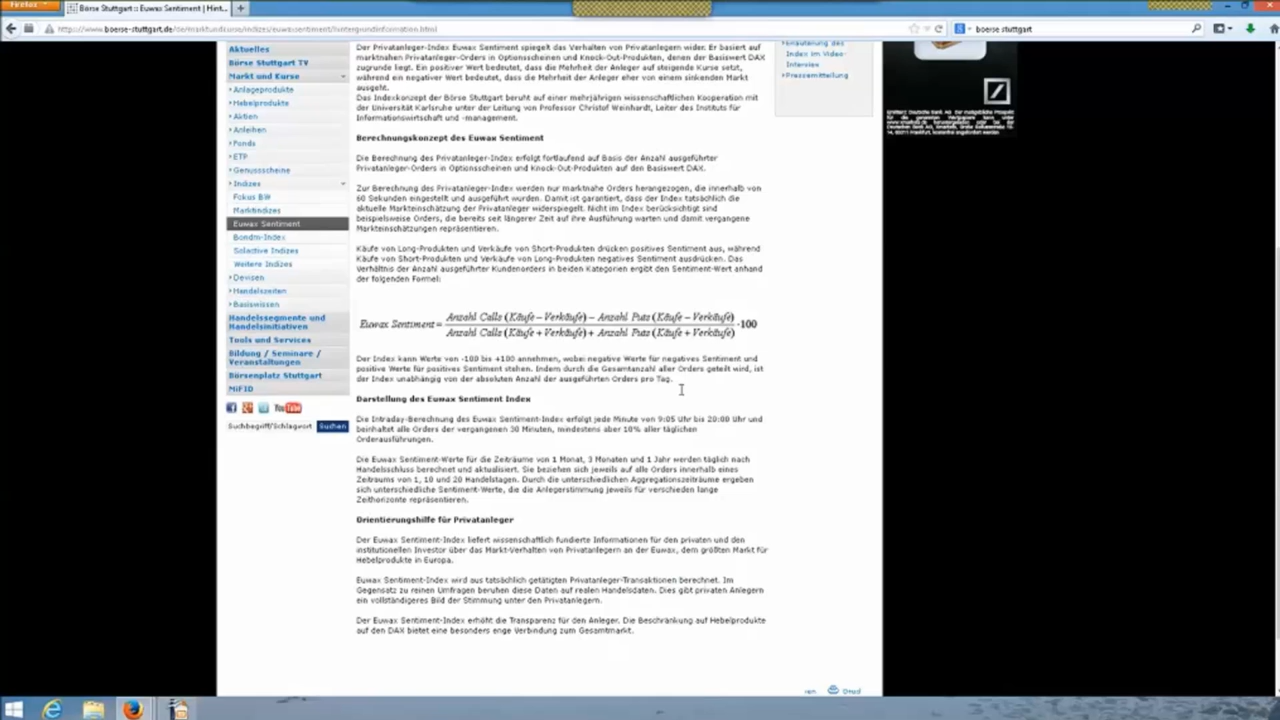 Firefox
Börse Stuttgart :: Euwax Sentiment | Hint...
http://www.boerse-stuttgart.de/de/marktundkurse/indizes/euwaxsentiment/hintergrundinformation.html
boerse stuttgart
Aktuelles
Börse Stuttgart TV
Markt und Kurse
Anlageprodukte
Hebelprodukte
Aktien
Anleihen
Fonds
ETP
Genussscheine
Indizes
Fokus BW
Marktindizes
Euwax Sentiment
Bondm-Index
Solactive Indizes
Weitere Indizes
Devisen
Handelszeiten
Basiswissen
Handelssegmente und
Handelsinitiativen
Tools und Services
Bildung / Seminare /
Veranstaltungen
Börsenplatz Stuttgart
MiFID
You Tube
Suchbegriff/Schlagwort Suchen
Der Privatanleger-Index Euwax Sentiment spiegelt das Verhalten von Privatanlegern wider. Er basiert auf
marktnahen Privatanleger-Orders in Optionsscheinen und Knock-Out-Produkten, denen der Basiswert DAX
zugrunde liegt. Ein positiver Wert bedeutet, dass die Mehrheit der Anleger auf steigende Kurse setzt,
während ein negativer Wert bedeutet, dass die Mehrheit der Anleger eher von einem sinkenden Markt
ausgeht.
Das Indexkonzept der Börse Stuttgart beruht auf einer mehrjährigen wissenschaftlichen Kooperation mit
der Universität Karlsruhe unter der Leitung von Professor Christof Weinhardt, Leiter des Instituts für
Informationswirtschaft und -management.
Berechnungskonzept des Euwax Sentiment
Die Berechnung des Privatanleger-Index erfolgt fortlaufend auf Basis der Anzahl ausgeführter
Privatanleger-Orders in Optionsscheinen und Knock-Out-Produkten auf den Basiswert DAX.
Zur Berechnung des Privatanleger-Index werden nur marktnahe Orders herangezogen, die innerhalb von
60 Sekunden eingestellt und ausgeführt wurden. Damit ist garantiert, dass der Index tatsächlich die
aktuelle Markteinschätzung der Privatanleger widerspiegelt. Nicht im Index berücksichtigt sind
beispielsweise Orders, die bereits seit längerer Zeit auf ihre Ausführung warten und damit vergangene
Markteinschätzungen repräsentieren.
Käufe von Long-Produkten und Verkäufe von Short-Produkten drücken positives Sentiment aus, während
Käufe von Short-Produkten und Verkäufe von Long-Produkten negatives Sentiment ausdrücken. Das
Verhältnis der Anzahl ausgeführter Kundenorders in beiden Kategorien ergibt den Sentiment-Wert anhand
der folgenden Formel:
Anzahl Calls (Käufe – Verkäufe) – Anzahl Puts (Käufe – Verkäufe)
Euwax Sentiment = ·100
Anzahl Calls (Käufe + Verkäufe) + Anzahl Puts (Käufe + Verkäufe)
Der Index kann Werte von -100 bis +100 annehmen, wobei negative Werte für negatives Sentiment und
positive Werte für positives Sentiment stehen. Indem durch die Gesamtanzahl aller Orders geteilt wird, ist
der Index unabhängig von der absoluten Anzahl der ausgeführten Orders pro Tag.
Darstellung des Euwax Sentiment Index
Die Intraday-Berechnung des Euwax Sentiment-Index erfolgt jede Minute von 9:05 Uhr bis 20:00 Uhr und
beinhaltet alle Orders der vergangenen 30 Minuten, mindestens aber 10% aller täglichen
Orderausführungen.
Die Euwax Sentiment-Werte für die Zeiträume von 1 Monat, 3 Monaten und 1 Jahr werden täglich nach
Handelsschluss berechnet und aktualisiert. Sie beziehen sich jeweils auf alle Orders innerhalb eines
Zeitraums von 1, 10 und 20 Handelstagen. Durch die unterschiedlichen Aggregationszeiträume ergeben
sich unterschiedliche Sentiment-Werte, die die Anlegerstimmung jeweils für verschieden lange
Zeithorizonte repräsentieren.
Orientierungshilfe für Privatanleger
Der Euwax Sentiment-Index liefert wissenschaftlich fundierte Informationen für den privaten und den
institutionellen Investor über das Markt-Verhalten von Privatanlegern an der Euwax, dem größten Markt für
Hebelprodukte in Europa.
Euwax Sentiment-Index wird aus tatsächlich getätigten Privatanleger-Transaktionen berechnet. Im
Gegensatz zu reinen Umfragen beruhen diese Daten auf realen Handelsdaten. Dies gibt privaten Anlegern
ein vollständigeres Bild der Stimmung unter den Privatanlegern.
Der Euwax Sentiment-Index erhöht die Transparenz für den Anleger. Die Beschränkung auf Hebelprodukte
auf den DAX bietet eine besonders enge Verbindung zum Gesamtmarkt.
Erläuterung des
Index im Video-
Interview
Pressemitteilung
Druck